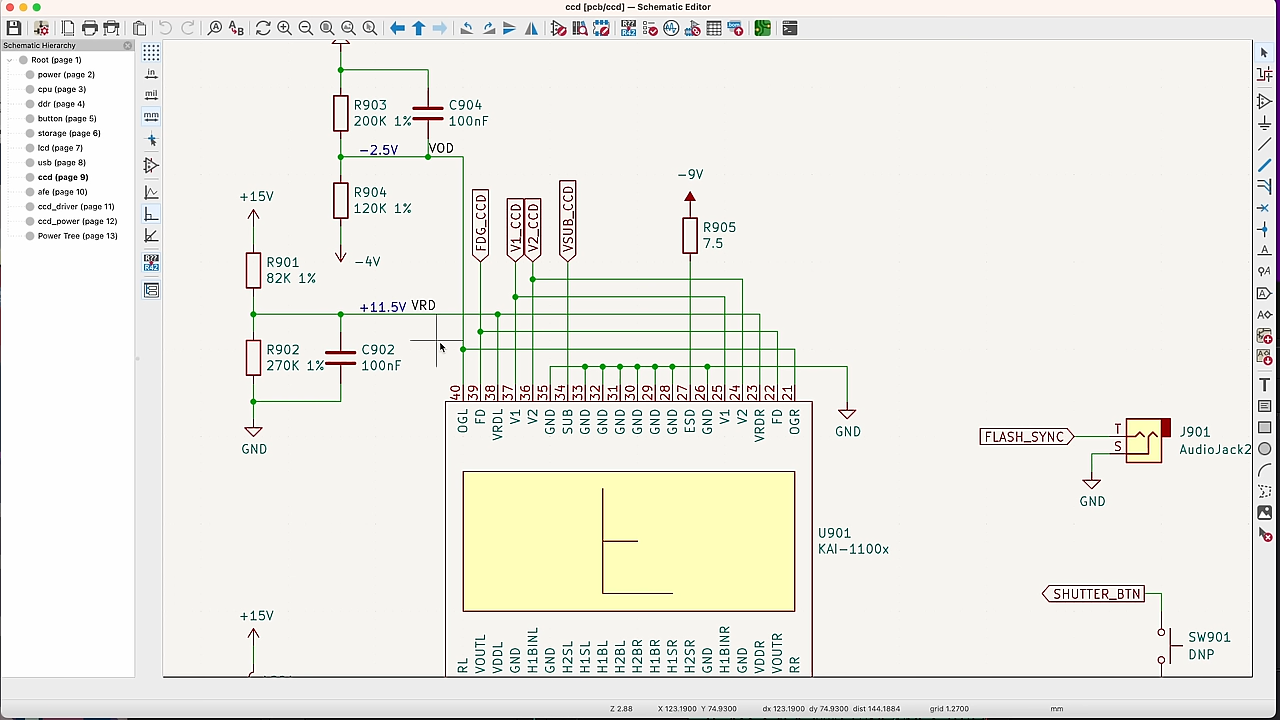 ccd [pcb/ccd] — Schematic Editor
Schematic Hierarchy
Root (page 1)
power (page 2)
cpu (page 3)
ddr (page 4)
button (page 5)
storage (page 6)
lcd (page 7)
usb (page 8)
ccd (page 9)
afe (page 10)
ccd_driver (page 11)
ccd_power (page 12)
Power Tree (page 13)
in
mil
mm
R903
200K 1%
C904
100nF
−2.5V
VOD
R904
120K 1%
−4V
+15V
R901
82K 1%
+11.5V
VRD
R902
270K 1%
C902
100nF
GND
FDG_CCD
V1_CCD
V2_CCD
VSUB_CCD
−9V
R905
7.5
40 39 38 37 36 35 34 33 32 31 30 29 28 27 26 25 24 23 22 21
OGL FD VRDL V1 V2 GND SUB GND GND GND GND GND GND ESD GND V1 V2 VRDR FD OGR
GND
U901
KAI−1100x
RL VOUTL VDDL GND H1BINL GND H2SL H1SL H1BL H2BL H2BR H1BR H1SR H2SR GND H1BINR GND VDDR VOUTR RR
+15V
FLASH_SYNC
T
S
J901
AudioJack2
GND
SHUTTER_BTN
SW901
DNP
Z 2.88
X 123.1900 Y 74.9300
dx 123.1900 dy 74.9300 dist 144.1884
grid 1.2700
mm